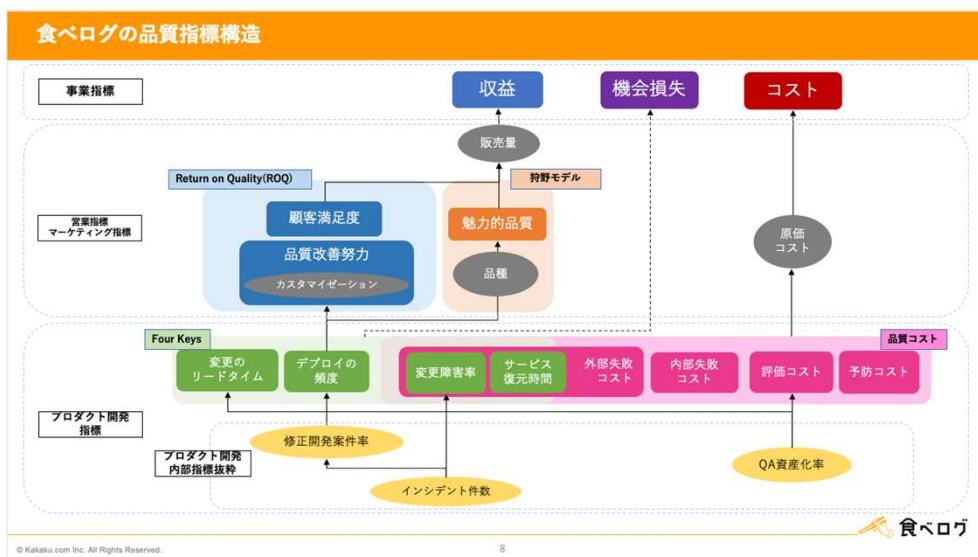 食べログの品質指標構造
事業指標
収益
機会損失
コスト
販売量
Return on Quality(ROQ)
狩野モデル
顧客満足度
魅力的品質
営業指標
マーケティング指標
品質改善努力
カスタマイゼーション
品種
原価
コスト
Four Keys
品質コスト
変更の
リードタイム
デプロイの
頻度
変更障害率
サービス
復元時間
外部失敗
コスト
内部失敗
コスト
評価コスト
予防コスト
プロダクト開発
指標
修正開発案件率
プロダクト開発
内部指標抜粋
QA資産化率
インシデント件数
食べログ
© Kakaku.com Inc. All Rights Reserved.
8